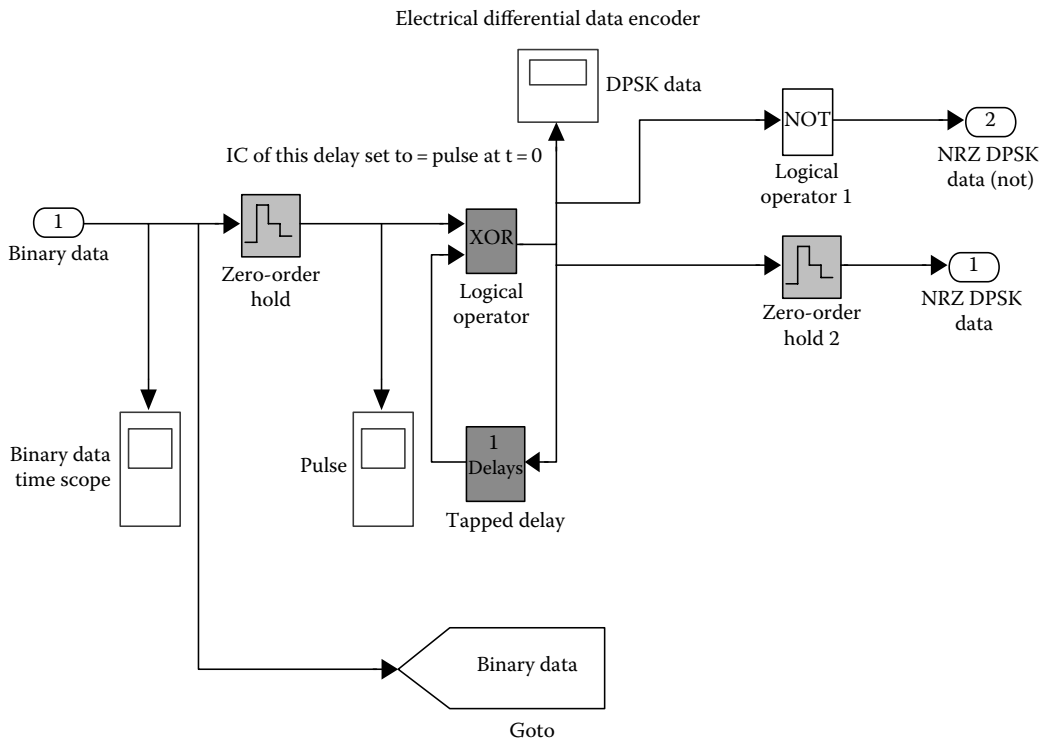 Electrical differential data encoder
DPSK data
IC of this delay set to = pulse at t = 0
NOT
2
NRZ DPSK
data (not)
Logical
operator 1
1
Binary data
Zero-order
hold
XOR
Logical
operator
Zero-order
hold 2
1
NRZ DPSK
data
Binary data
time scope
Pulse
1
Delays
Tapped delay
Binary data
Goto